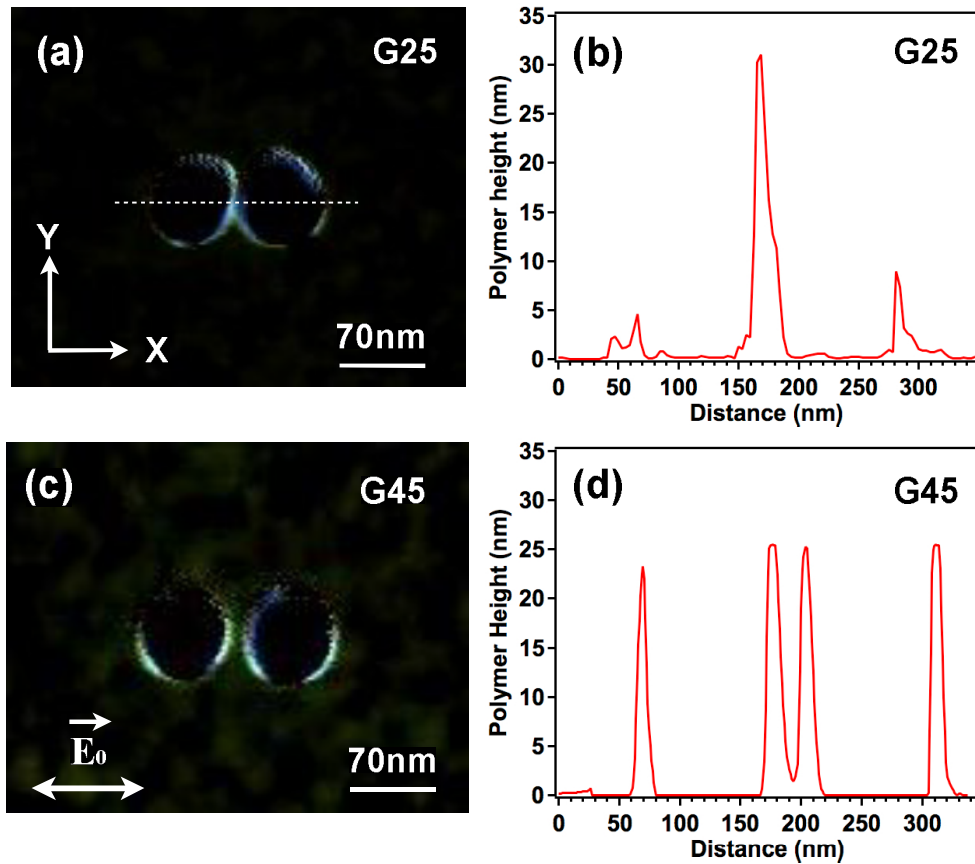 (a)
G25
Y
X
70nm
(b)
G25
Polymer height (nm)
35
30
25
20
15
10
5
0
0 50 100 150 200 250 300
Distance (nm)
(c)
G45
E₀
70nm
(d)
G45
Polymer Height (nm)
35
30
25
20
15
10
5
0
0 50 100 150 200 250 300
Distance (nm)